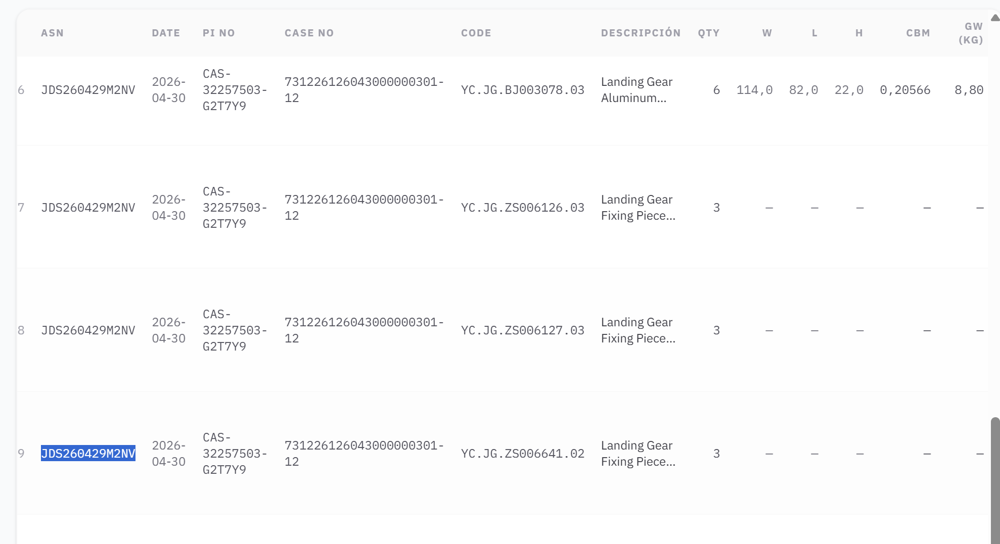 ASN DATE PI NO CASE NO CODE DESCRIPCIÓN QTY W L H CBM GW (KG)
6 JDS260429M2NV 2026-04-30 CAS-32257503-G2T7Y9 731226126043000000301-12 YC.JG.BJ003078.03 Landing Gear Aluminum... 6 114,0 82,0 22,0 0,20566 8,80
7 JDS260429M2NV 2026-04-30 CAS-32257503-G2T7Y9 731226126043000000301-12 YC.JG.ZS006126.03 Landing Gear Fixing Piece... 3 — — — — —
8 JDS260429M2NV 2026-04-30 CAS-32257503-G2T7Y9 731226126043000000301-12 YC.JG.ZS006127.03 Landing Gear Fixing Piece... 3 — — — — —
9 JDS260429M2NV 2026-04-30 CAS-32257503-G2T7Y9 731226126043000000301-12 YC.JG.ZS006641.02 Landing Gear Fixing Piece... 3 — — — — —